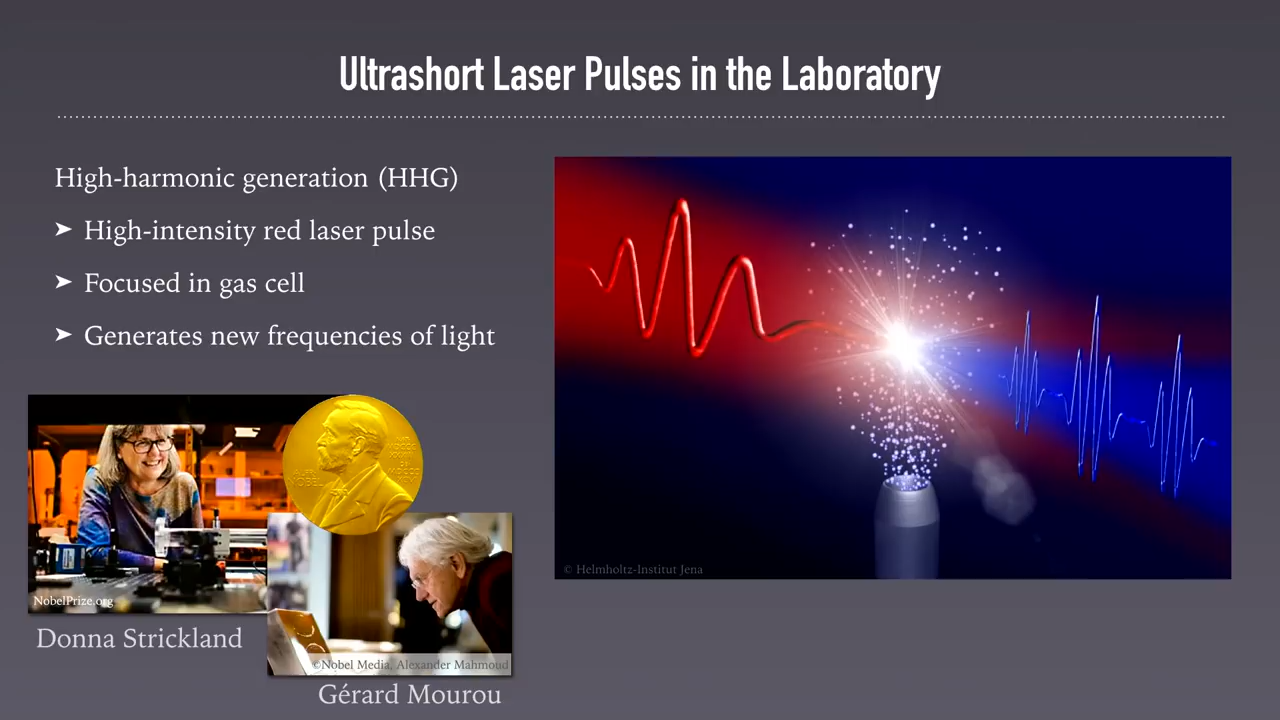 Ultrashort Laser Pulses in the Laboratory
High-harmonic generation (HHG)
➤ High-intensity red laser pulse
➤ Focused in gas cell
➤ Generates new frequencies of light
© Helmholtz-Institut Jena
NobelPrize.org
Donna Strickland
©Nobel Media, Alexander Mahmoud
Gérard Mourou